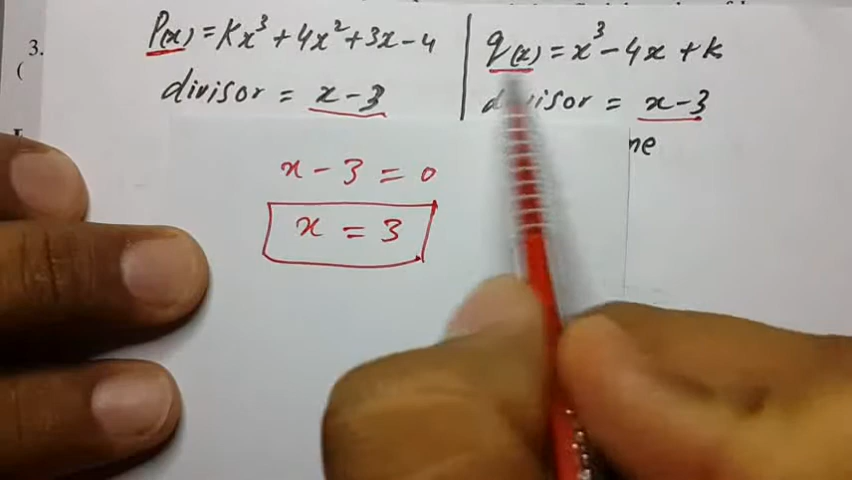 3.
(
P(x) = Kx³ + 4x² + 3x - 4
divisor = x - 3
q(x) = x³ - 4x + k
divisor = x - 3
x - 3 = 0
x = 3